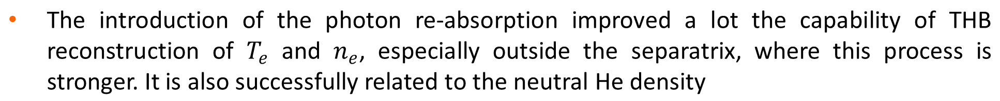 • The introduction of the photon re-absorption improved a lot the capability of THB
reconstruction of $T_e$ and $n_e$, especially outside the separatrix, where this process is
stronger. It is also successfully related to the neutral He density